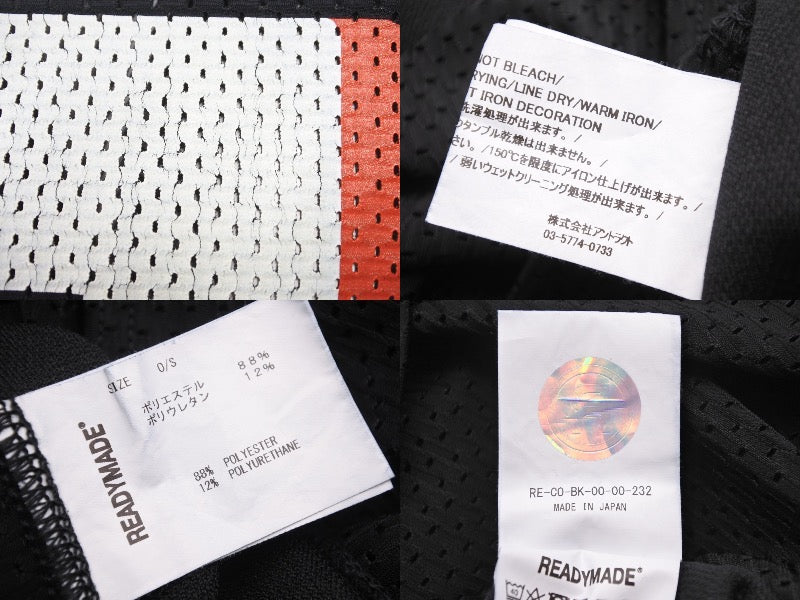 NOT BLEACH/
RYING/LINE DRY/WARM IRON/
T IRON DECORATION
洗濯処理が出来ます。/
タンブル乾燥は出来ません。/
さい。/150℃を限度にアイロン仕上げが出来ます。/
/ 弱いウェットクリーニング処理が出来ます。/
株式会社アントラクト
03-5774-0733
SIZE O/S
ポリエステル 88%
ポリウレタン 12%
88% POLYESTER
12% POLYURETHANE
READYMADE®
RE-CO-BK-00-00-232
MADE IN JAPAN
READYMADE®
40